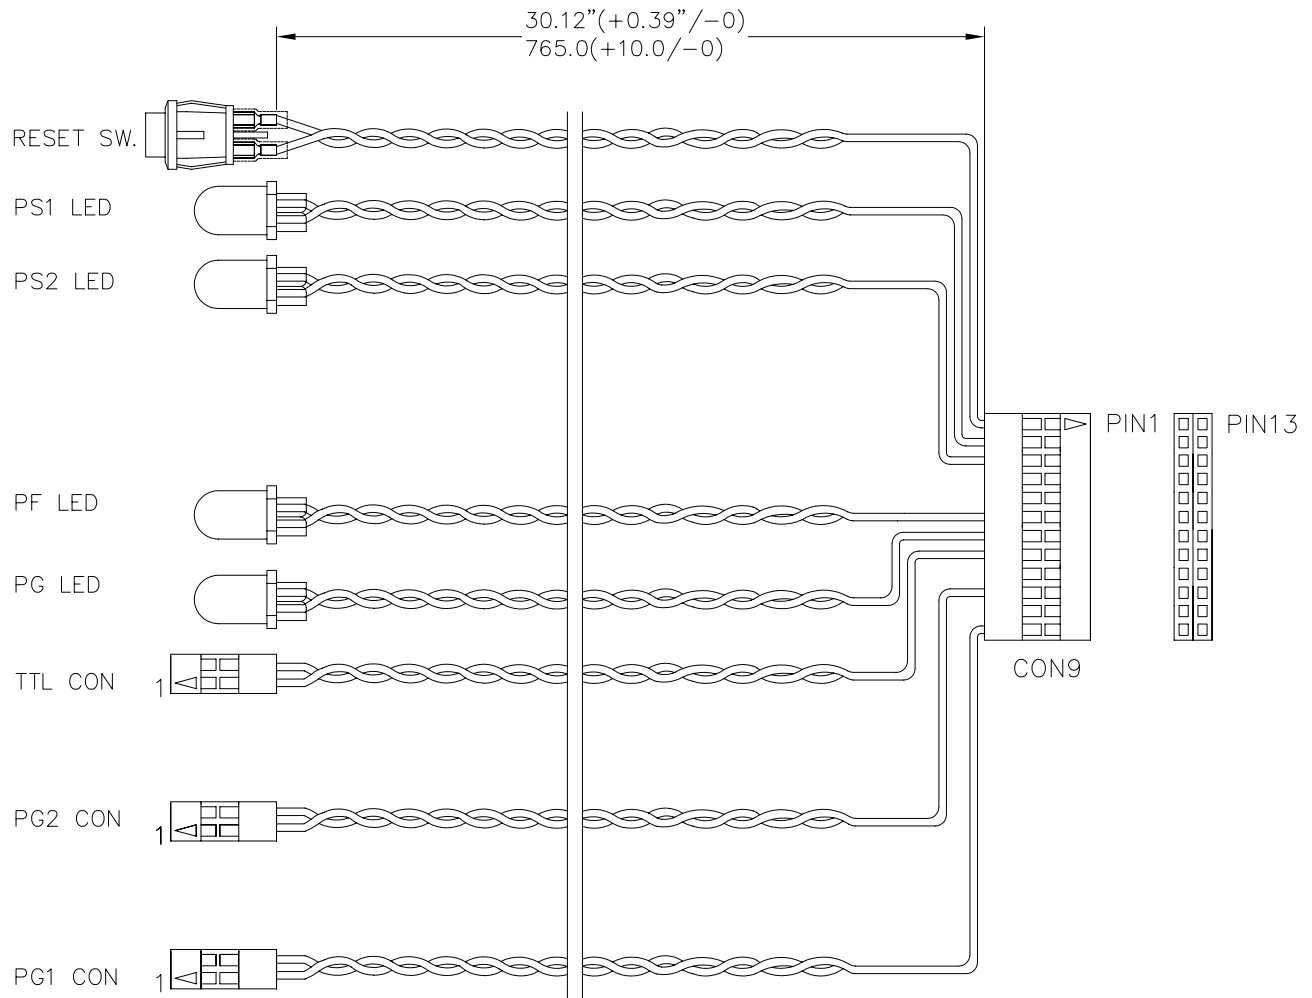 30.12”(+0.39”/−0)
765.0(+10.0/−0)
RESET SW.
PS1 LED
PS2 LED
PIN1
PIN13
PF LED
PG LED
CON9
TTL CON
1
PG2 CON
1
PG1 CON
1